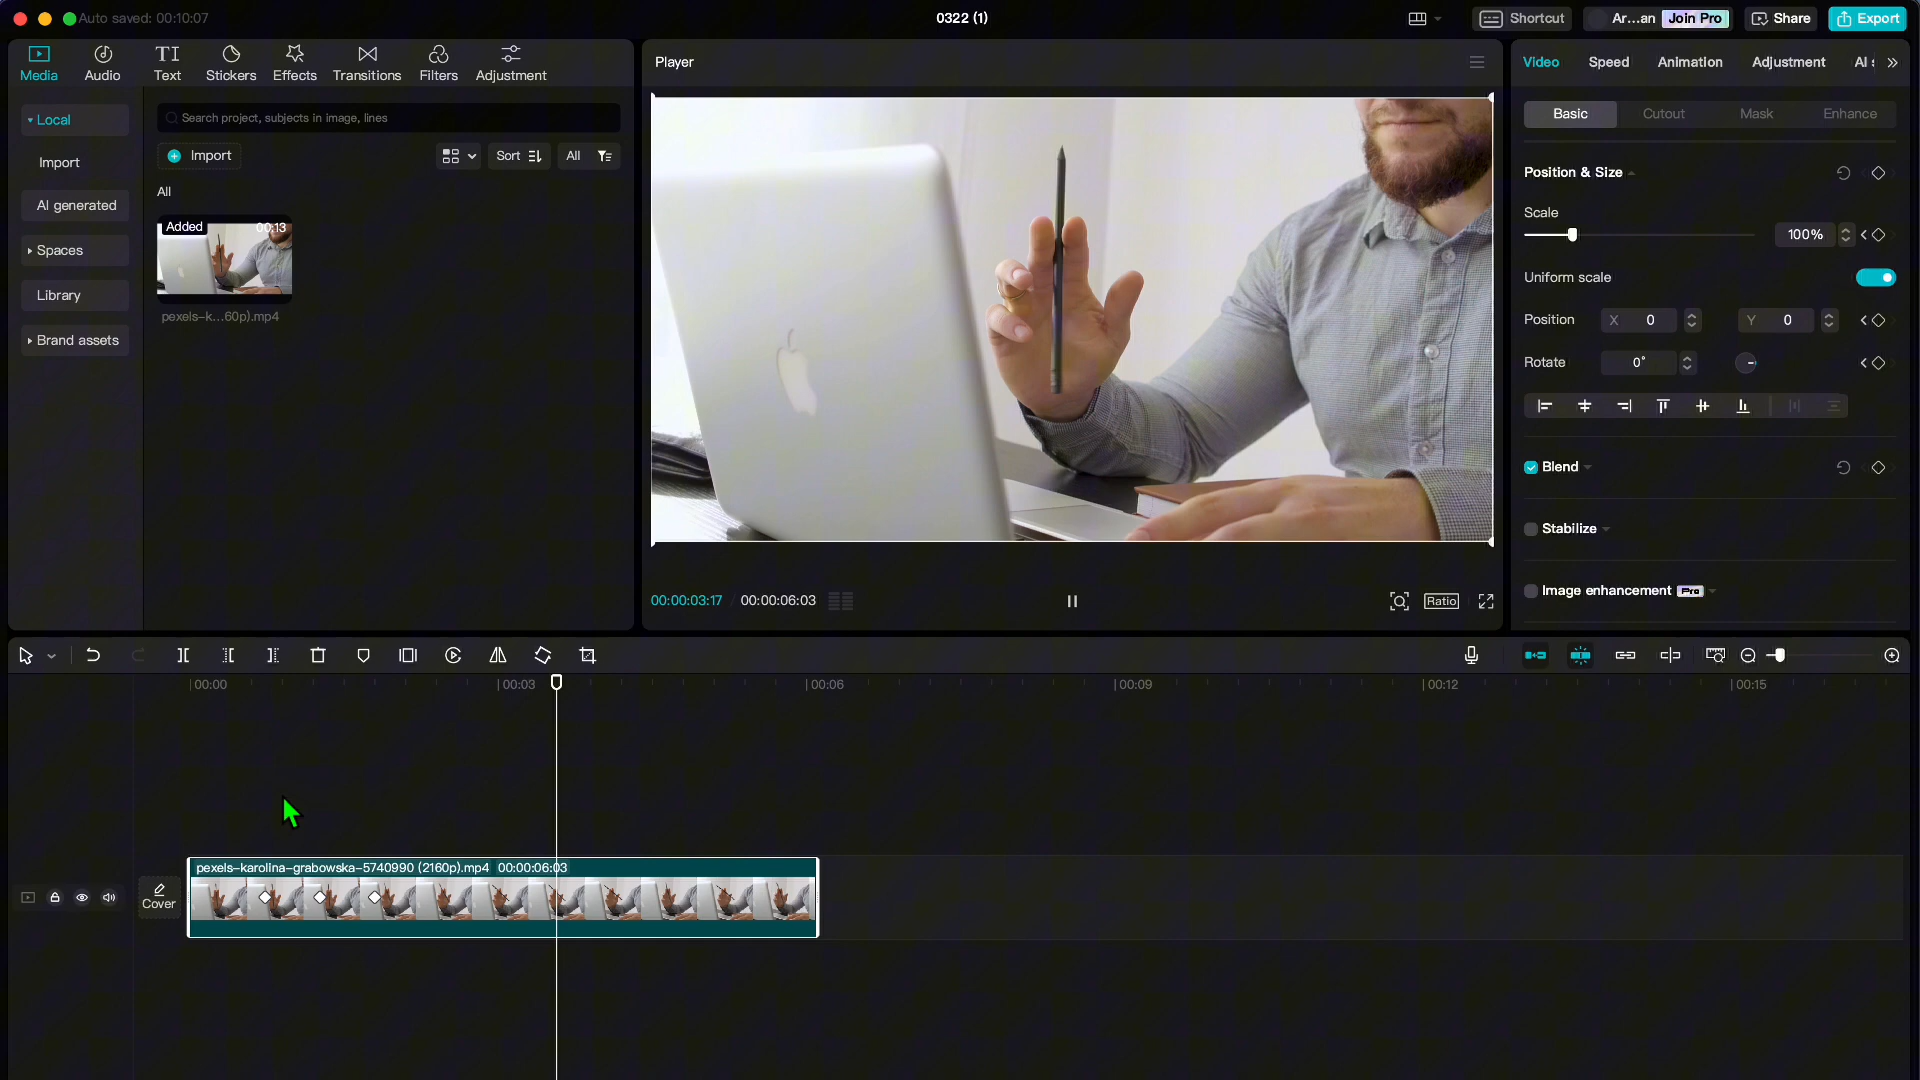 Auto saved: 00:10:07
0322 (1)
Shortcut
Ar...an
Join Pro
Share
Export
Media
Audio
Text
Stickers
Effects
Transitions
Filters
Adjustment
Local
Import
AI generated
Spaces
Library
Brand assets
Search project, subjects in image, lines
Import
Sort
All
All
Added
00:13
pexels-k...60p).mp4
Player
00:00:03:17
00:00:06:03
Ratio
Video
Speed
Animation
Adjustment
AI s
Basic
Cutout
Mask
Enhance
Position & Size
Scale
100%
Uniform scale
Position
X 0
Y 0
Rotate
0°
Blend
Stabilize
Image enhancement
Pro
00:00
00:03
00:06
00:09
00:12
00:15
Cover
pexels-karolina-grabowska-5740990 (2160p).mp4 00:00:06:03